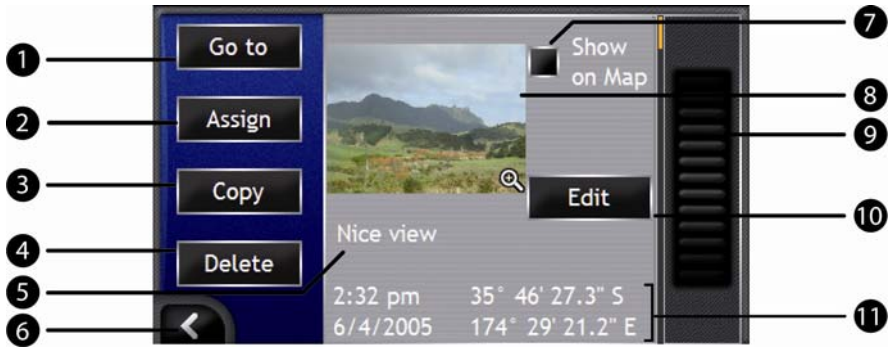 1
Go to
2
Assign
3
Copy
4
Delete
5
6
7
Show
on Map
8
9
Edit
10
Nice view
2:32 pm 35° 46' 27.3" S
6/4/2005 174° 29' 21.2" E
11